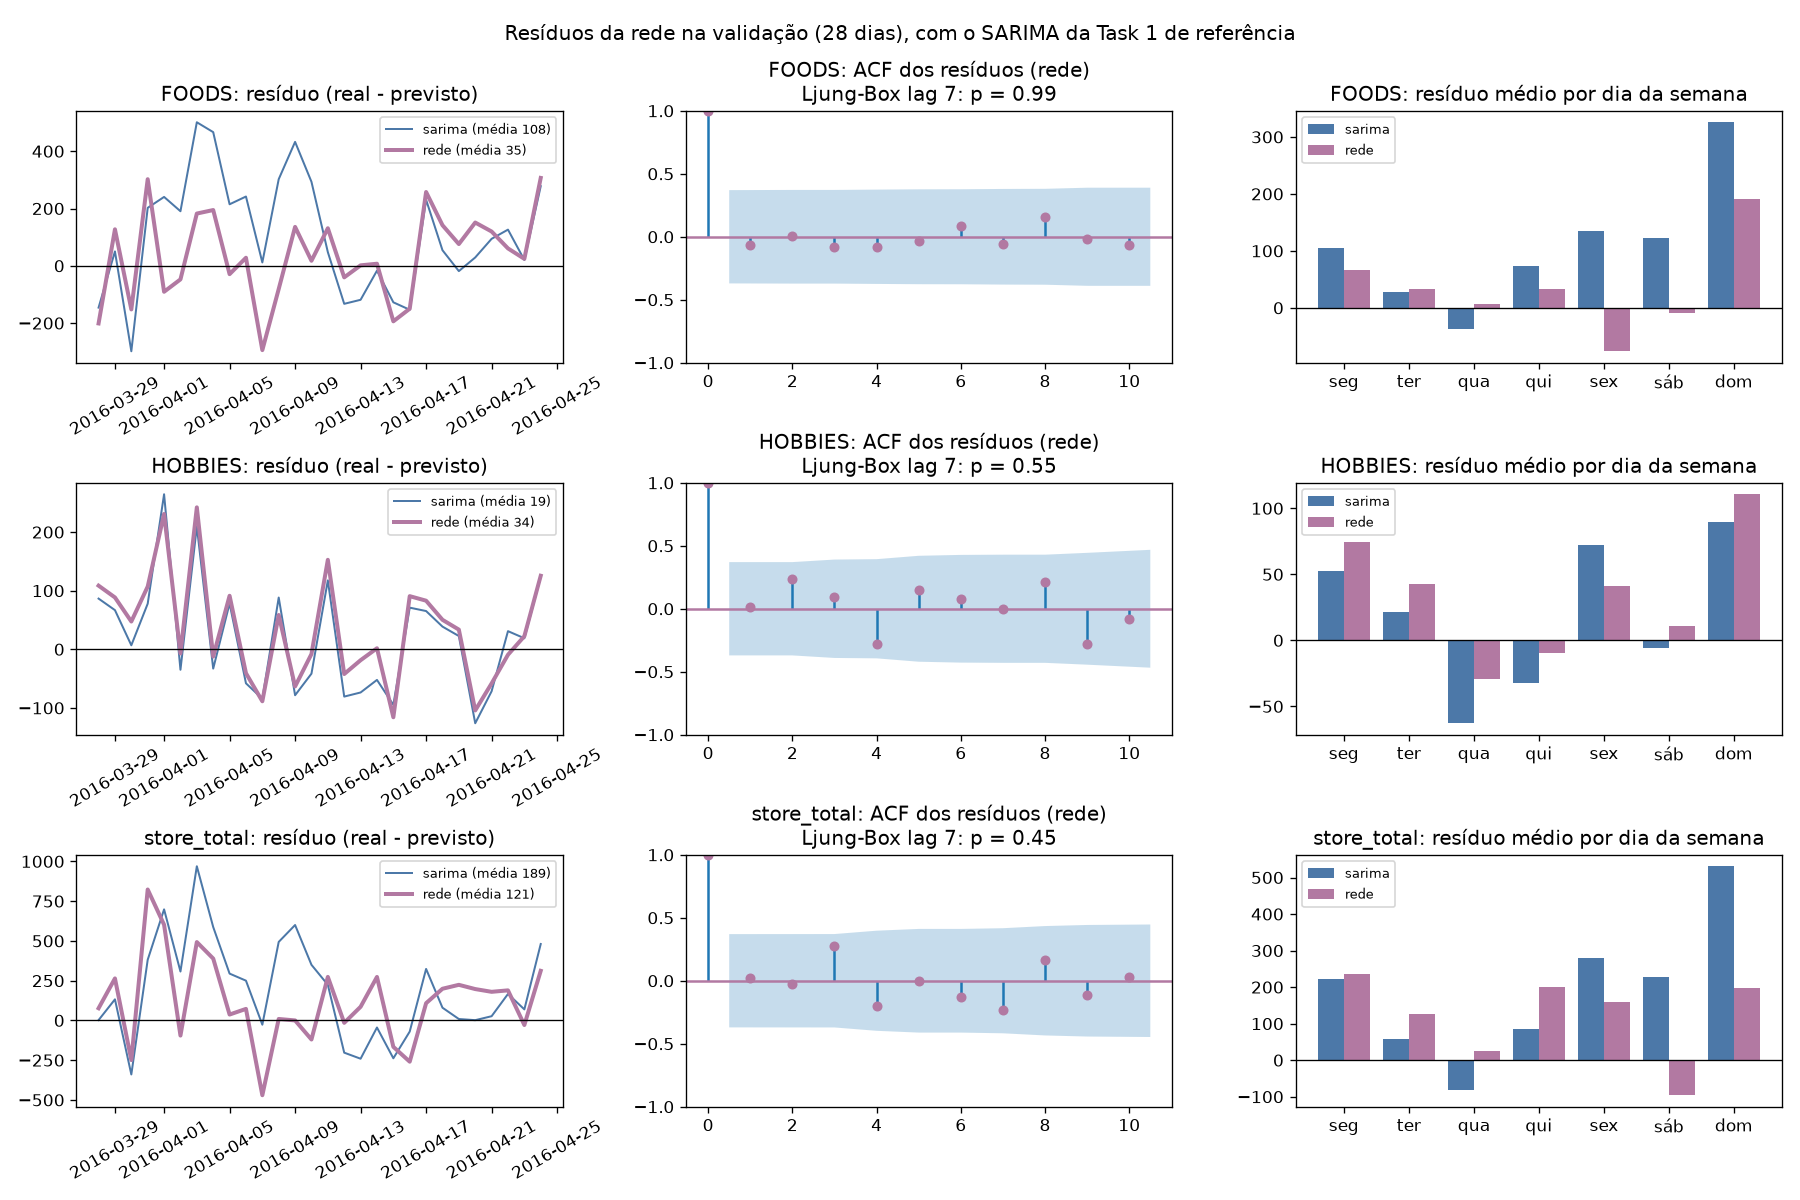 Resíduos da rede na validação (28 dias), com o SARIMA da Task 1 de referência
FOODS: resíduo (real - previsto)
sarima (média 108)
rede (média 35)
400
200
0
−200
2016-03-29
2016-04-01
2016-04-05
2016-04-09
2016-04-13
2016-04-17
2016-04-21
2016-04-25
FOODS: ACF dos resíduos (rede)
Ljung-Box lag 7: p = 0.99
1.0
0.5
0.0
−0.5
−1.0
0 2 4 6 8 10
FOODS: resíduo médio por dia da semana
sarima
rede
300
200
100
0
seg ter qua qui sex sáb dom
HOBBIES: resíduo (real - previsto)
sarima (média 19)
rede (média 34)
200
100
0
−100
2016-03-29
2016-04-01
2016-04-05
2016-04-09
2016-04-13
2016-04-17
2016-04-21
2016-04-25
HOBBIES: ACF dos resíduos (rede)
Ljung-Box lag 7: p = 0.55
1.0
0.5
0.0
−0.5
−1.0
0 2 4 6 8 10
HOBBIES: resíduo médio por dia da semana
sarima
rede
100
50
0
−50
seg ter qua qui sex sáb dom
store_total: resíduo (real - previsto)
sarima (média 189)
rede (média 121)
1000
750
500
250
0
−250
−500
2016-03-29
2016-04-01
2016-04-05
2016-04-09
2016-04-13
2016-04-17
2016-04-21
2016-04-25
store_total: ACF dos resíduos (rede)
Ljung-Box lag 7: p = 0.45
1.0
0.5
0.0
−0.5
−1.0
0 2 4 6 8 10
store_total: resíduo médio por dia da semana
sarima
rede
500
400
300
200
100
0
−100
seg ter qua qui sex sáb dom